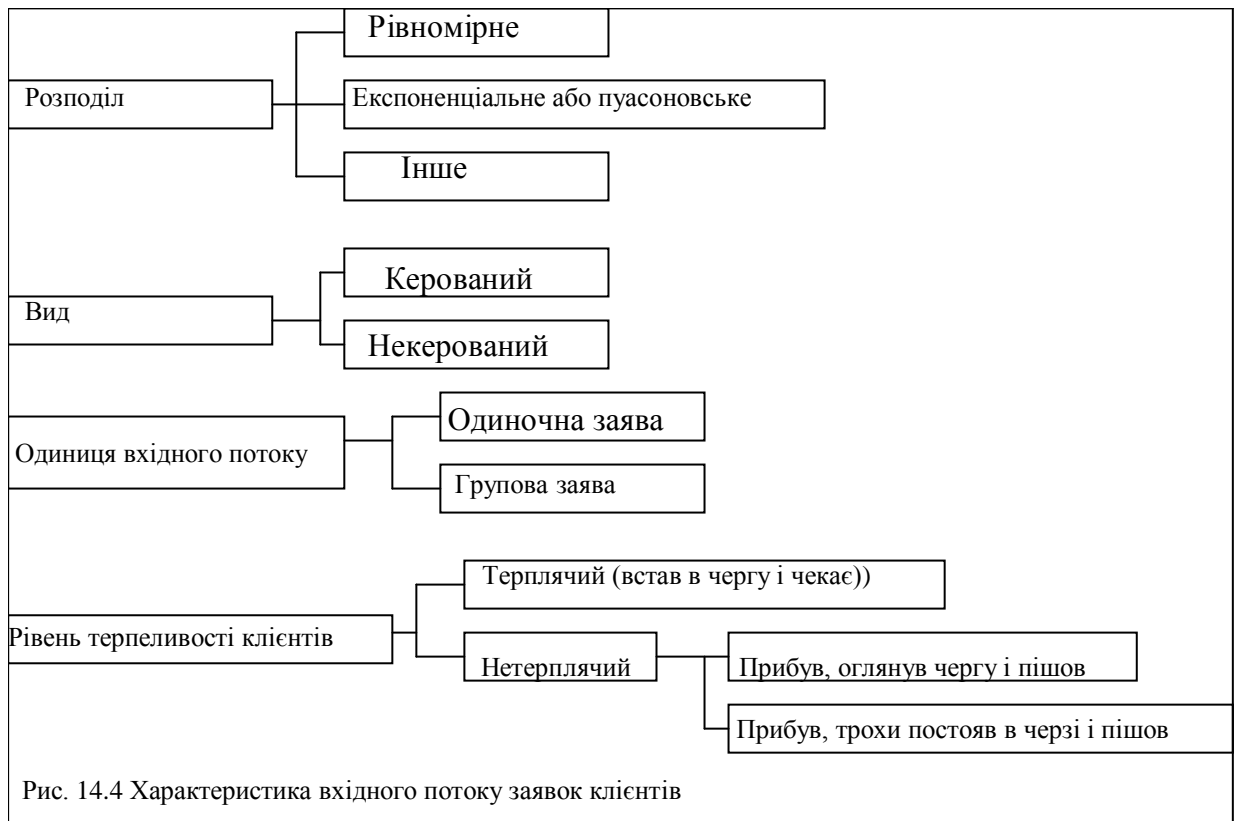 Рівномірне
Розподіл
Експоненціальне або пуасоновське
Інше
Керований
Вид
Некерований
Одиночна заява
Одиниця вхідного потоку
Групова заява
Терплячий (встав в чергу і чекає))
Рівень терпеливості клієнтів
Нетерплячий
Прибув, оглянув чергу і пішов
Прибув, трохи постояв в черзі і пішов
Рис. 14.4 Характеристика вхідного потоку заявок клієнтів